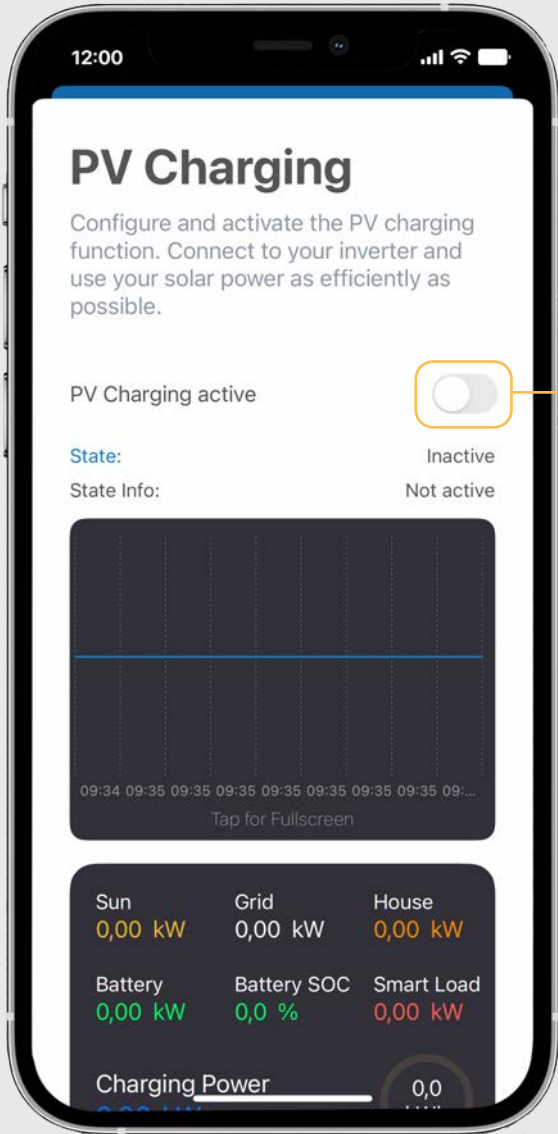 12:00
PV Charging
Configure and activate the PV charging
function. Connect to your inverter and
use your solar power as efficiently as
possible.
PV Charging active
State: Inactive
State Info: Not active
09:34 09:35 09:35 09:35 09:35 09:35 09:35 09:35 09:...
Tap for Fullscreen
Sun Grid House
0,00 kW 0,00 kW 0,00 kW
Battery Battery SOC Smart Load
0,00 kW 0,0 % 0,00 kW
Charging Power 0,0